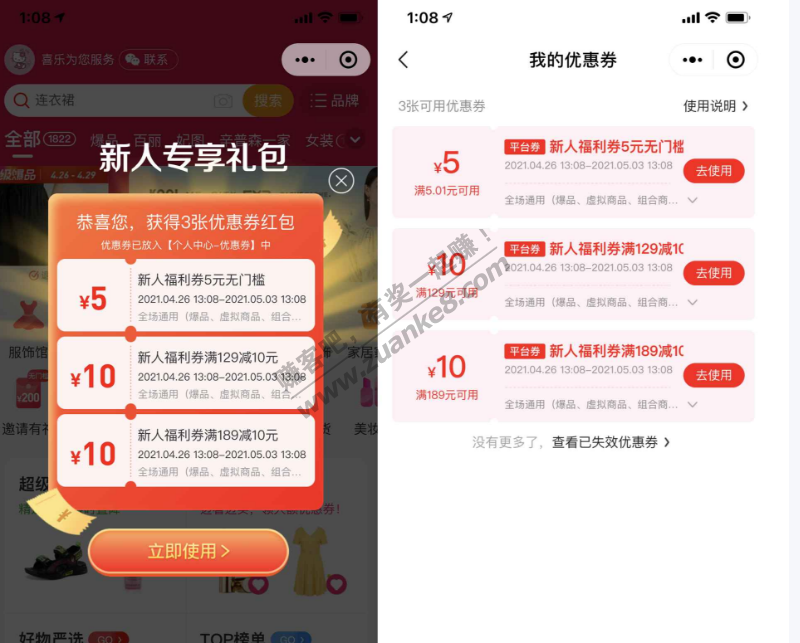 1:08
喜乐为您服务
联系
连衣裙
搜索
品牌
全部
1822
爆品
百丽
女装
4.26 - 4.29
新人专享礼包
恭喜您，获得3张优惠券红包
优惠券已放入【个人中心-优惠券】中
¥5
新人福利券5元无门槛
2021.04.26 13:08-2021.05.03 13:08
全场通用（爆品、虚拟商品、组合...
¥10
新人福利券满129减10元
2021.04.26 13:08-2021.05.03 13:08
全场通用（爆品、虚拟商品、组合...
¥10
新人福利券满189减10元
2021.04.26 13:08-2021.05.03 13:08
全场通用（爆品、虚拟商品、组合...
服饰馆
家居
¥200
邀请有
美妆
超级
立即使用 >
好物严选 GO >
TOP榜单 GO >
1:08
我的优惠券
3张可用优惠券
使用说明 >
¥5
满5.01元可用
平台券 新人福利券5元无门槛
2021.04.26 13:08-2021.05.03 13:08
全场通用（爆品、虚拟商品、组合商...
去使用
¥10
满129元可用
平台券 新人福利券满129减10
2021.04.26 13:08-2021.05.03 13:08
全场通用（爆品、虚拟商品、组合商...
去使用
¥10
满189元可用
平台券 新人福利券满189减10
2021.04.26 13:08-2021.05.03 13:08
全场通用（爆品、虚拟商品、组合商...
去使用
没有更多了，查看已失效优惠券 >
赚客吧，有奖一起赚！
www.zuanke8.com